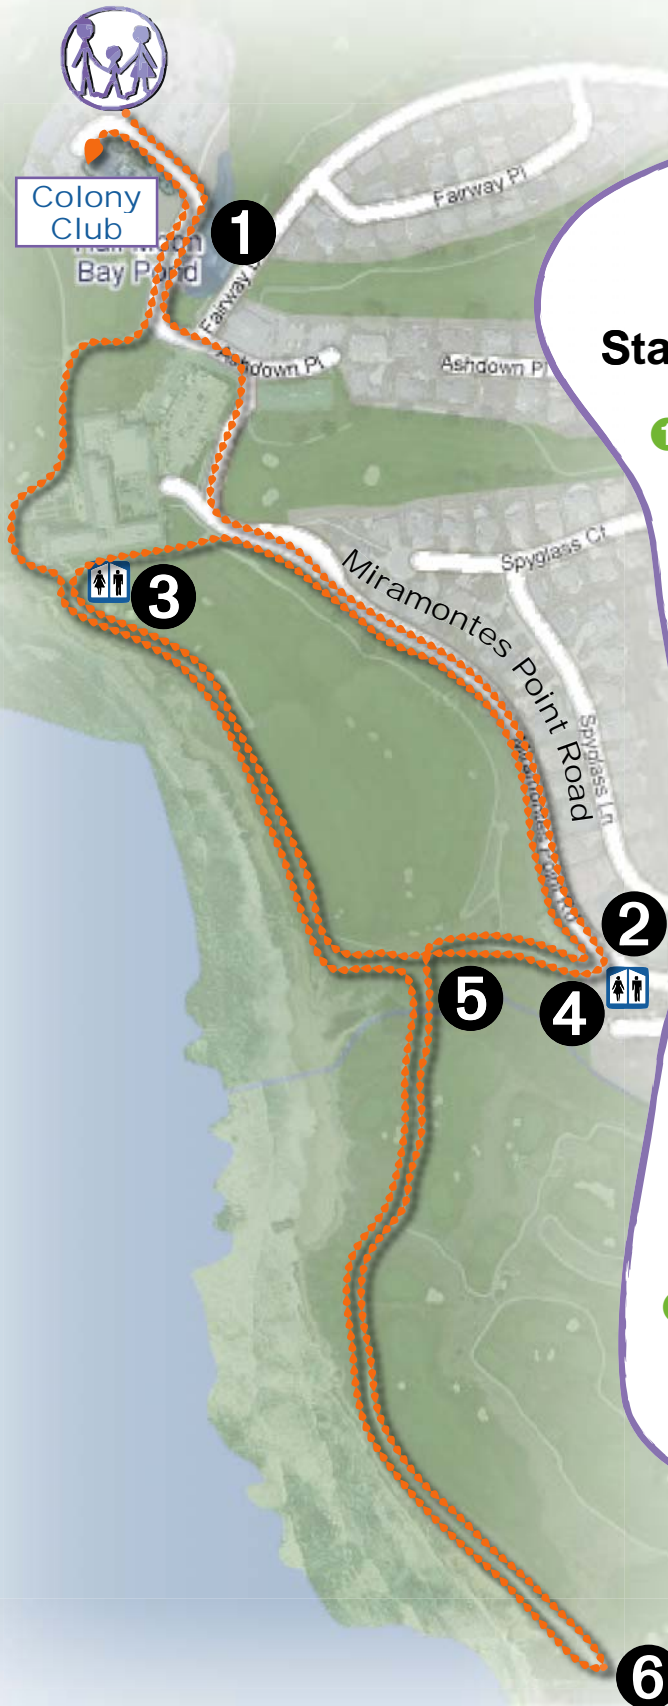 Colony
Club
Bay Pond
1
Fairway Pl
Sta
1
Ashdown Pl
Ashdown Pl
Spyglass Ct
Miramontes Point Road
3
Spyglass Ln
2
5
4
6